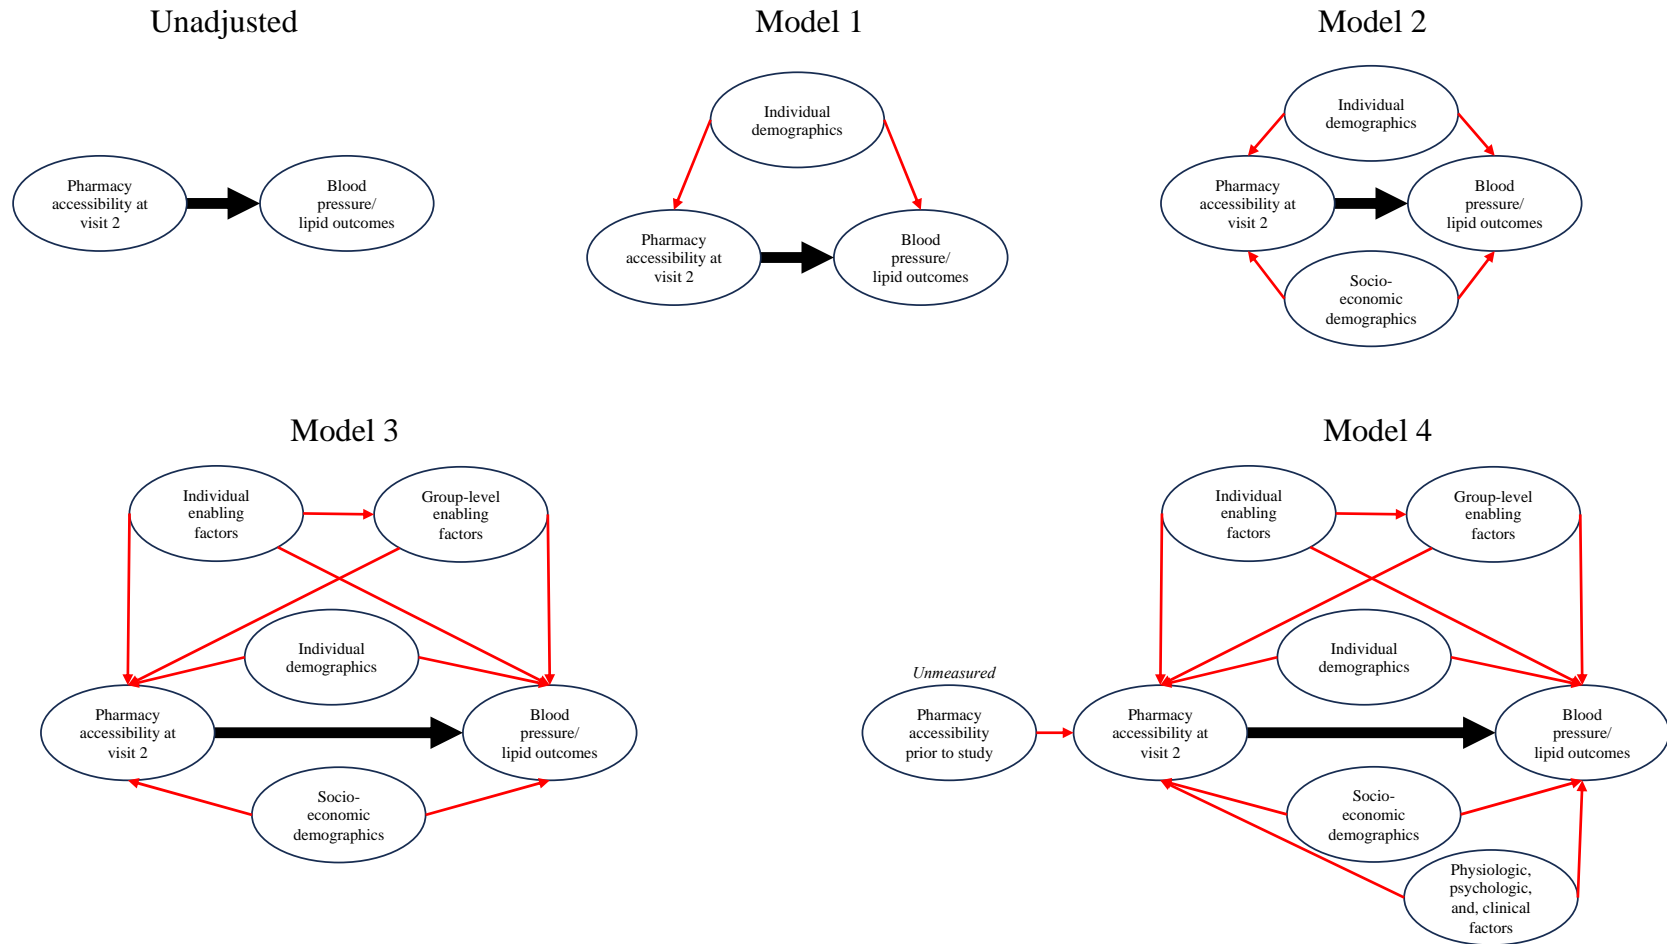 Unadjusted
Pharmacy
accessibility at
visit 2
Blood
pressure/
lipid outcomes
Model 1
Individual
demographics
Pharmacy
accessibility at
visit 2
Blood
pressure/
lipid outcomes
Model 2
Individual
demographics
Pharmacy
accessibility at
visit 2
Blood
pressure/
lipid outcomes
Socio-
economic
demographics
Model 3
Individual
enabling
factors
Group-level
enabling
factors
Individual
demographics
Pharmacy
accessibility at
visit 2
Blood
pressure/
lipid outcomes
Socio-
economic
demographics
Model 4
Individual
enabling
factors
Group-level
enabling
factors
Individual
demographics
Unmeasured
Pharmacy
accessibility
prior to study
Pharmacy
accessibility at
visit 2
Blood
pressure/
lipid outcomes
Socio-
economic
demographics
Physiologic,
psychologic,
and, clinical
factors